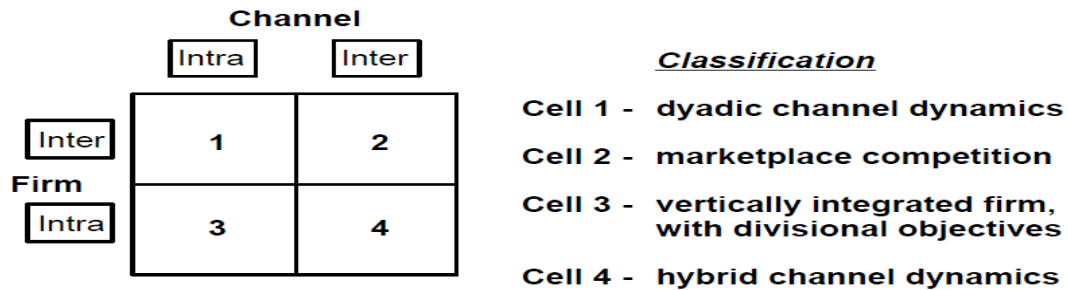 Channel
Intra Inter
Classification
Cell 1 - dyadic channel dynamics
Inter 1 2
Cell 2 - marketplace competition
Firm
Cell 3 - vertically integrated firm,
with divisional objectives
Intra 3 4
Cell 4 - hybrid channel dynamics